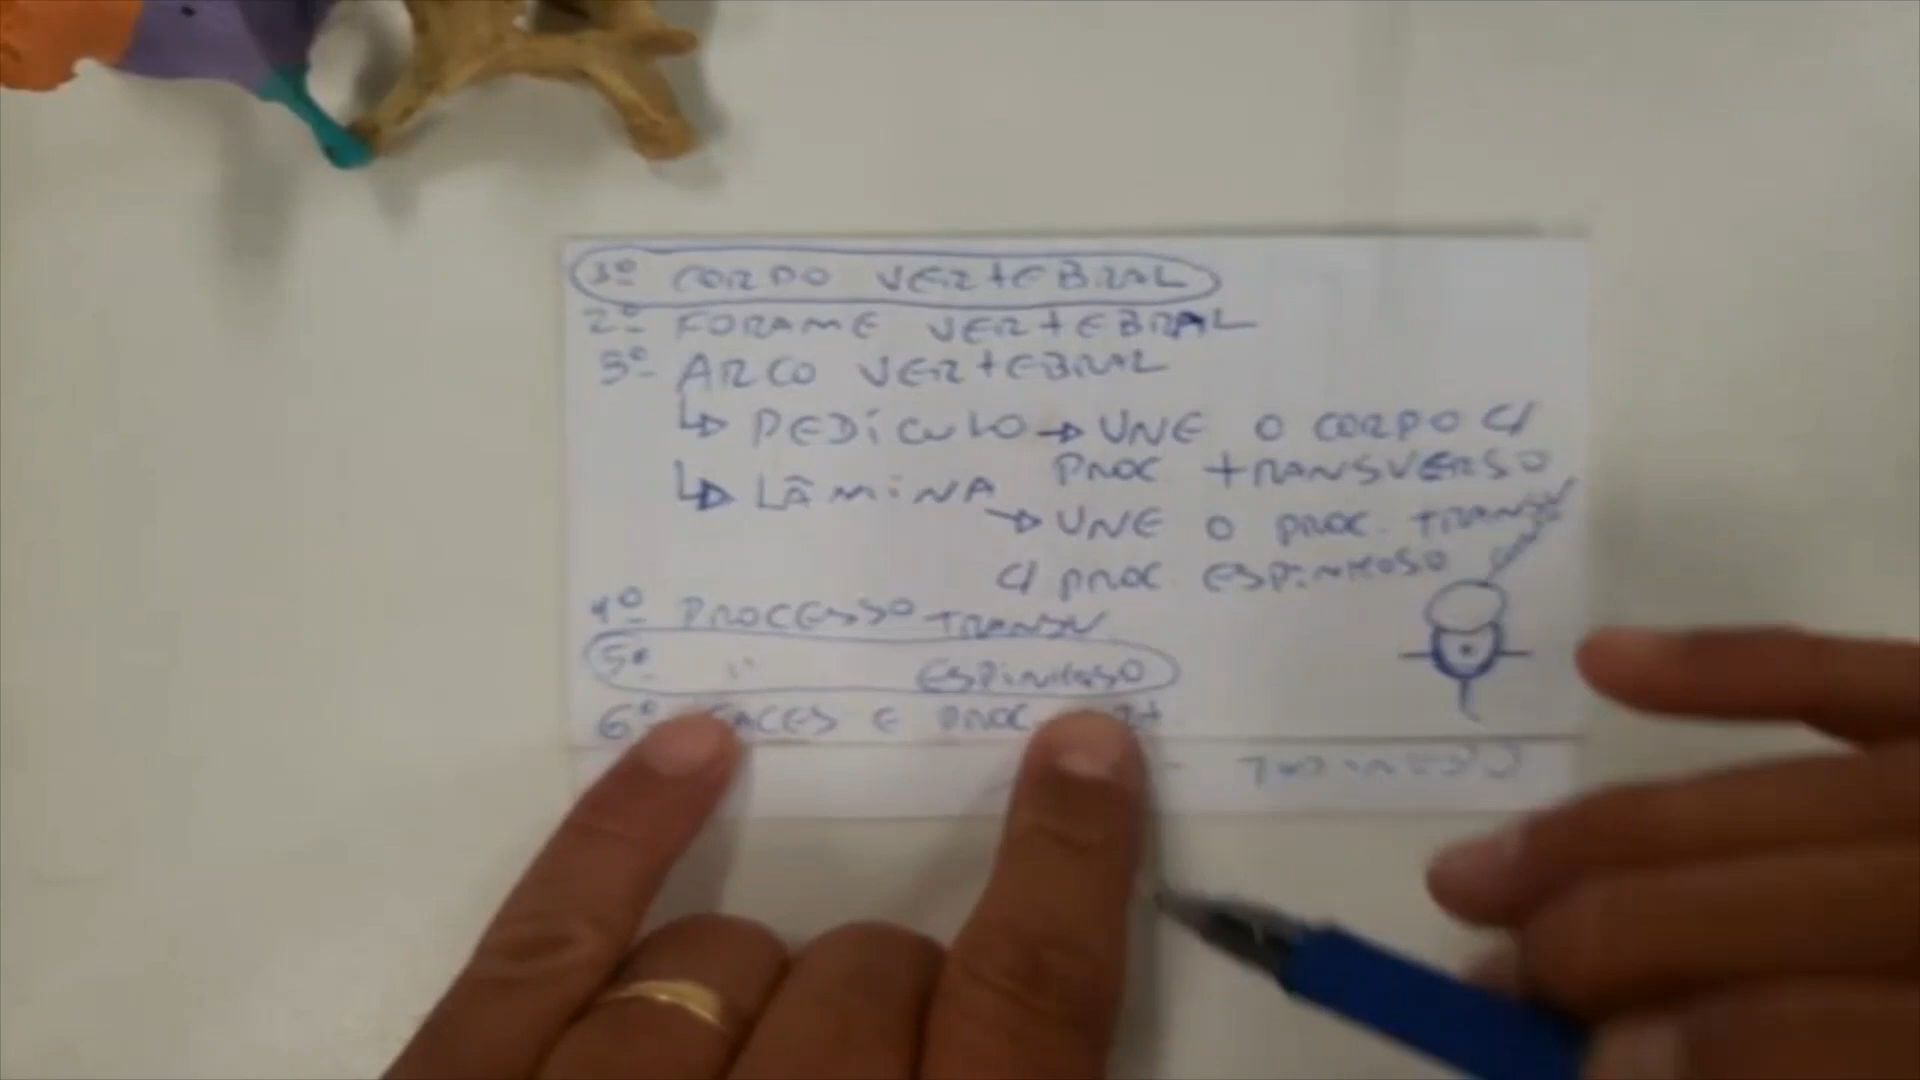 1º CORPO VERTEBRAL
2º FORAME VERTEBRAL
3º ARCO VERTEBRAL
↳ PEDÍCULO → UNE O CORPO C/
PROC TRANSVERSO
↳ LÂMINA
→ UNE O PROC. TRANSV
C/ PROC ESPINHOSO
4º PROCESSO TRANSV
5º " ESPINHOSO
6º FACES E PROC